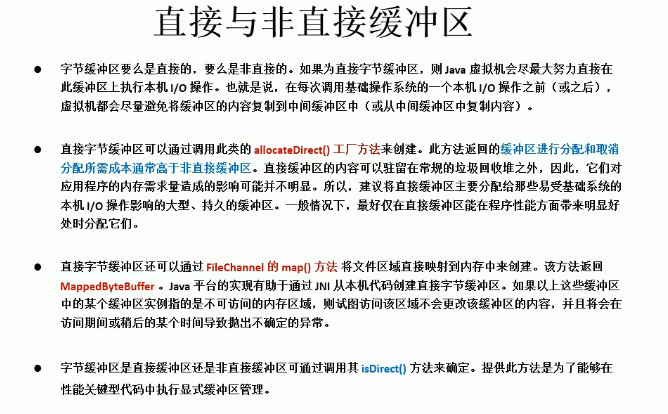 直接与非直接缓冲区
● 字节缓冲区要么是直接的，要么是非直接的。如果为直接字节缓冲区，则 Java 虚拟机会尽最大努力直接在
此缓冲区上执行本机 I/O 操作。也就是说，在每次调用基础操作系统的一个本机 I/O 操作之前（或之后），
虚拟机都会尽量避免将缓冲区的内容复制到中间缓冲区中（或从中间缓冲区中复制内容）。
● 直接字节缓冲区可以通过调用此类的 allocateDirect() 工厂方法来创建。此方法返回的缓冲区进行分配和取消
分配所需成本通常高于非直接缓冲区。直接缓冲区的内容可以驻留在常规的垃圾回收堆之外，因此，它们对
应用程序的内存需求量造成的影响可能并不明显。所以，建议将直接缓冲区主要分配给那些易受基础系统的
本机 I/O 操作影响的大型、持久的缓冲区。一般情况下，最好仅在直接缓冲区能在程序性能方面带来明显好
处时分配它们。
● 直接字节缓冲区还可以通过 FileChannel 的 map() 方法 将文件区域直接映射到内存中来创建。该方法返回
MappedByteBuffer 。Java 平台的实现有助于通过 JNI 从本机代码创建直接字节缓冲区。如果以上这些缓冲区
中的某个缓冲区实例指的是不可访问的内存区域，则试图访问该区域不会更改该缓冲区的内容，并且将会在
访问期间或稍后的某个时间导致抛出不确定的异常。
● 字节缓冲区是直接缓冲区还是非直接缓冲区可通过调用其 isDirect() 方法来确定。提供此方法是为了能够在
性能关键型代码中执行显式缓冲区管理。